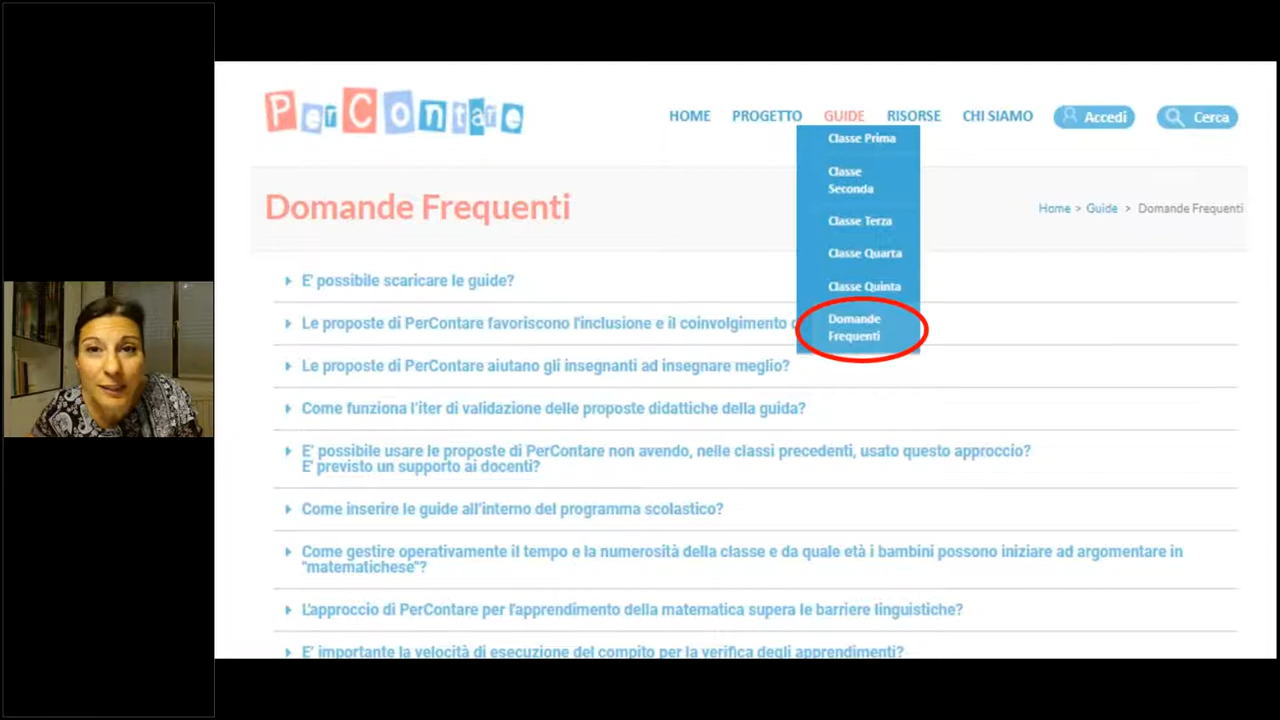 PerContare
HOME PROGETTO GUIDE RISORSE CHI SIAMO Accedi Cerca
Classe Prima
Classe
Seconda
Classe Terza
Classe Quarta
Classe Quinta
Domande
Frequenti
Domande Frequenti
Home > Guide > Domande Frequenti
E' possibile scaricare le guide?
Le proposte di PerContare favoriscono l'inclusione e il coinvolgimento
Le proposte di PerContare aiutano gli insegnanti ad insegnare meglio?
Come funziona l'iter di validazione delle proposte didattiche della guida?
E' possibile usare le proposte di PerContare non avendo, nelle classi precedenti, usato questo approccio?
E' previsto un supporto ai docenti?
Come inserire le guide all'interno del programma scolastico?
Come gestire operativamente il tempo e la numerosità della classe e da quale età i bambini possono iniziare ad argomentare in
"matematichese"?
L'approccio di PerContare per l'apprendimento della matematica supera le barriere linguistiche?
E' importante la velocità di esecuzione del compito per la verifica degli apprendimenti?